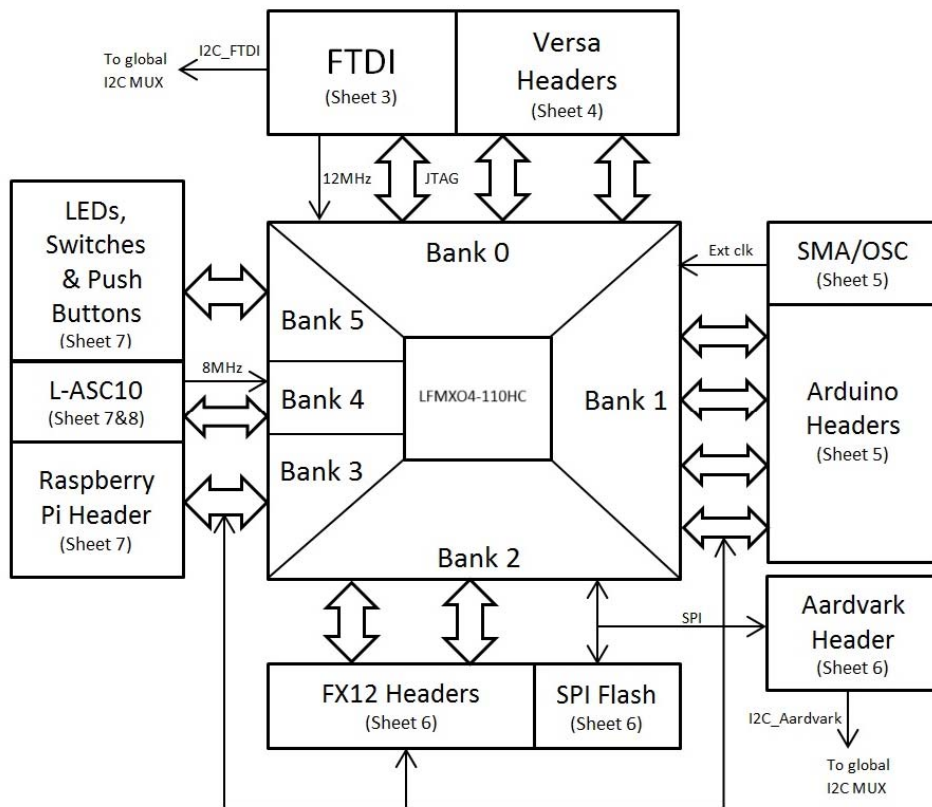 To global
I2C MUX
I2C_FTDI
FTDI
(Sheet 3)
Versa
Headers
(Sheet 4)
12MHz
JTAG
LEDs,
Switches
& Push
Buttons
(Sheet 7)
L-ASC10
(Sheet 7&8)
Raspberry
Pi Header
(Sheet 7)
8MHz
Bank 0
Bank 5
Bank 4
Bank 3
LFMXO4-110HC
Bank 1
Bank 2
Ext clk
SMA/OSC
(Sheet 5)
Arduino
Headers
(Sheet 5)
SPI
Aardvark
Header
(Sheet 6)
FX12 Headers
(Sheet 6)
SPI Flash
(Sheet 6)
I2C_Aardvark
To global
I2C MUX